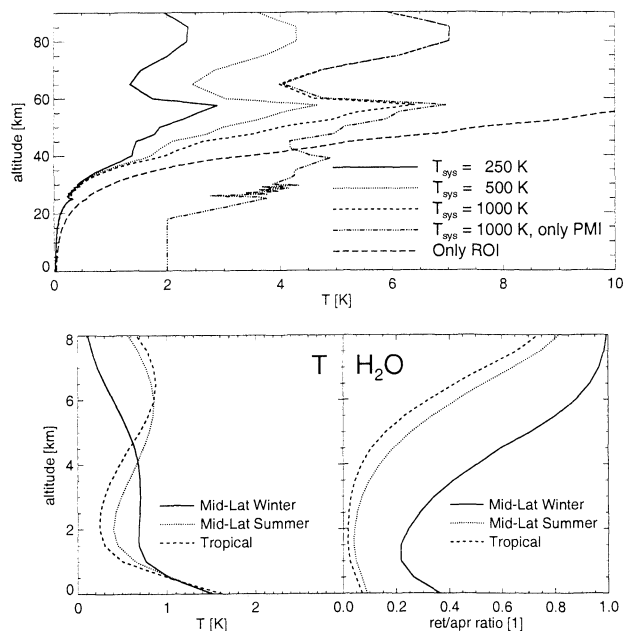 80
60
40
20
0
altitude [km]
T_sys = 250 K
T_sys = 500 K
T_sys = 1000 K
T_sys = 1000 K, only PMI
Only ROI
0 2 4 6 8 10
T [K]
8
6
4
2
0
altitude [km]
T
Mid-Lat Winter
Mid-Lat Summer
Tropical
0 1 2
T [K]
H₂O
Mid-Lat Winter
Mid-Lat Summer
Tropical
0.0 0.2 0.4 0.6 0.8 1.0
ret/apr ratio [1]